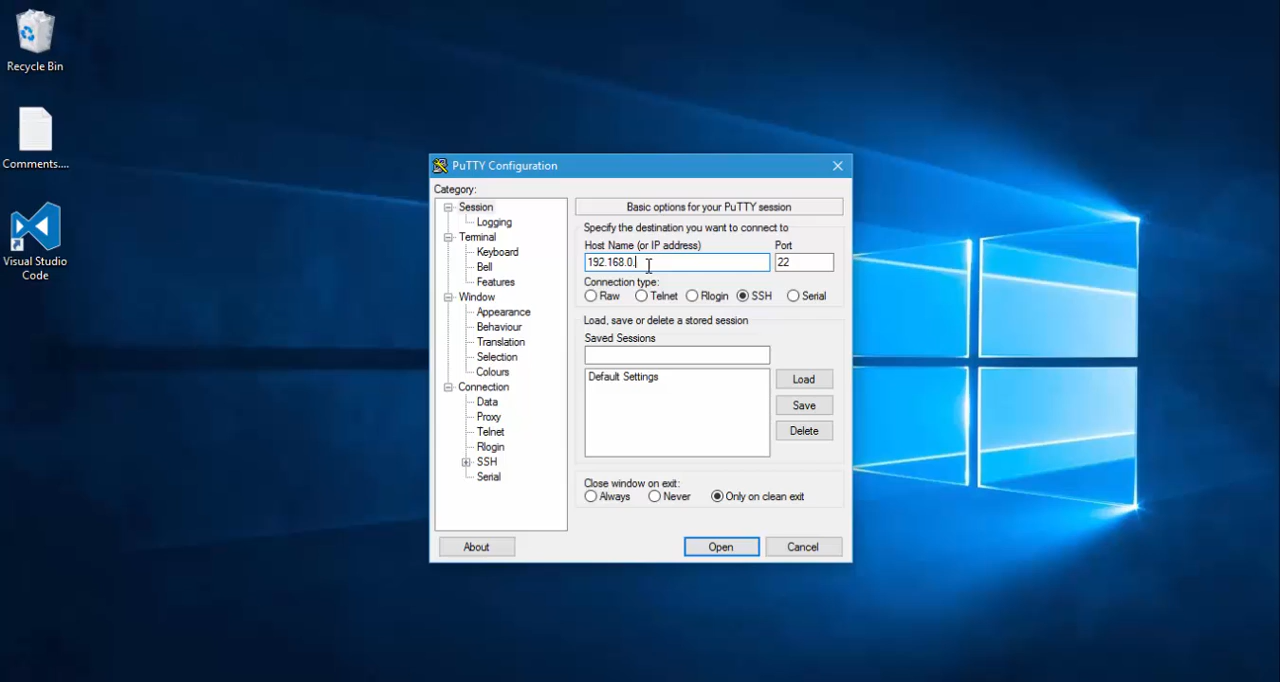 Recycle Bin
Comments....
Visual Studio
Code
PuTTY Configuration
Category:
Session
Logging
Terminal
Keyboard
Bell
Features
Window
Appearance
Behaviour
Translation
Selection
Colours
Connection
Data
Proxy
Telnet
Rlogin
SSH
Serial
Basic options for your PuTTY session
Specify the destination you want to connect to
Host Name (or IP address) Port
192.168.0. 22
Connection type:
Raw Telnet Rlogin SSH Serial
Load, save or delete a stored session
Saved Sessions
Default Settings
Load
Save
Delete
Close window on exit:
Always Never Only on clean exit
About Open Cancel